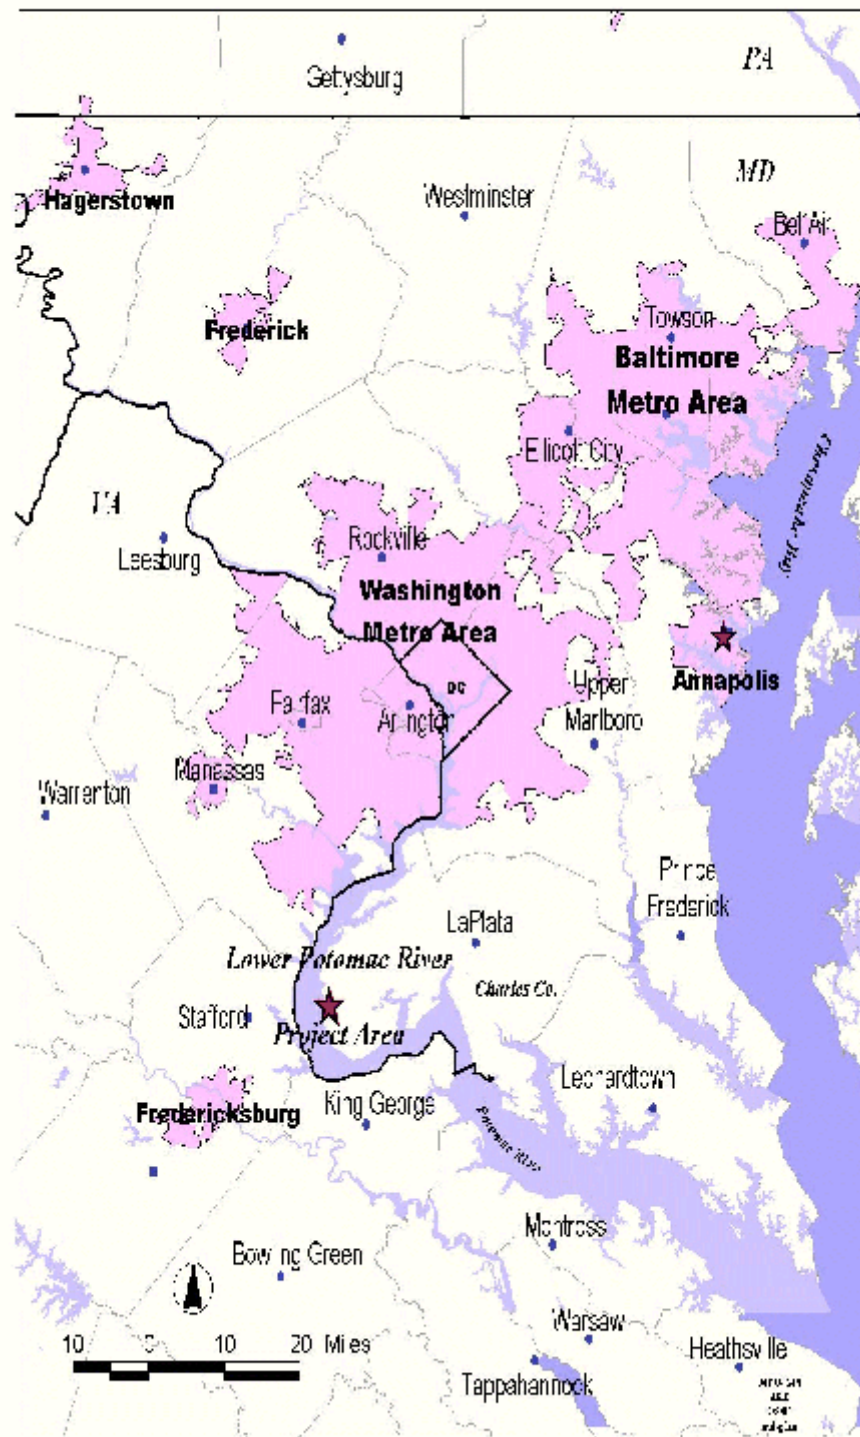 PA
Gettysburg
MD
Hagerstown
Westminster
Bel Air
Frederick
Towson
Baltimore
Metro Area
Ellicott City
Chesapeake Bay
VA
Leesburg
Rockville
Washington
Metro Area
DC
Annapolis
Upper
Marlboro
Fairfax
Arlington
Manassas
Warrenton
Prince
Frederick
LaPlata
Lower Potomac River
Charles Co.
Stafford
Project Area
Leonardtown
Fredericksburg
King George
Potomac River
Montross
Bowling Green
Warsaw
10 0 10 20 Miles
Heathsville
Tappahannock